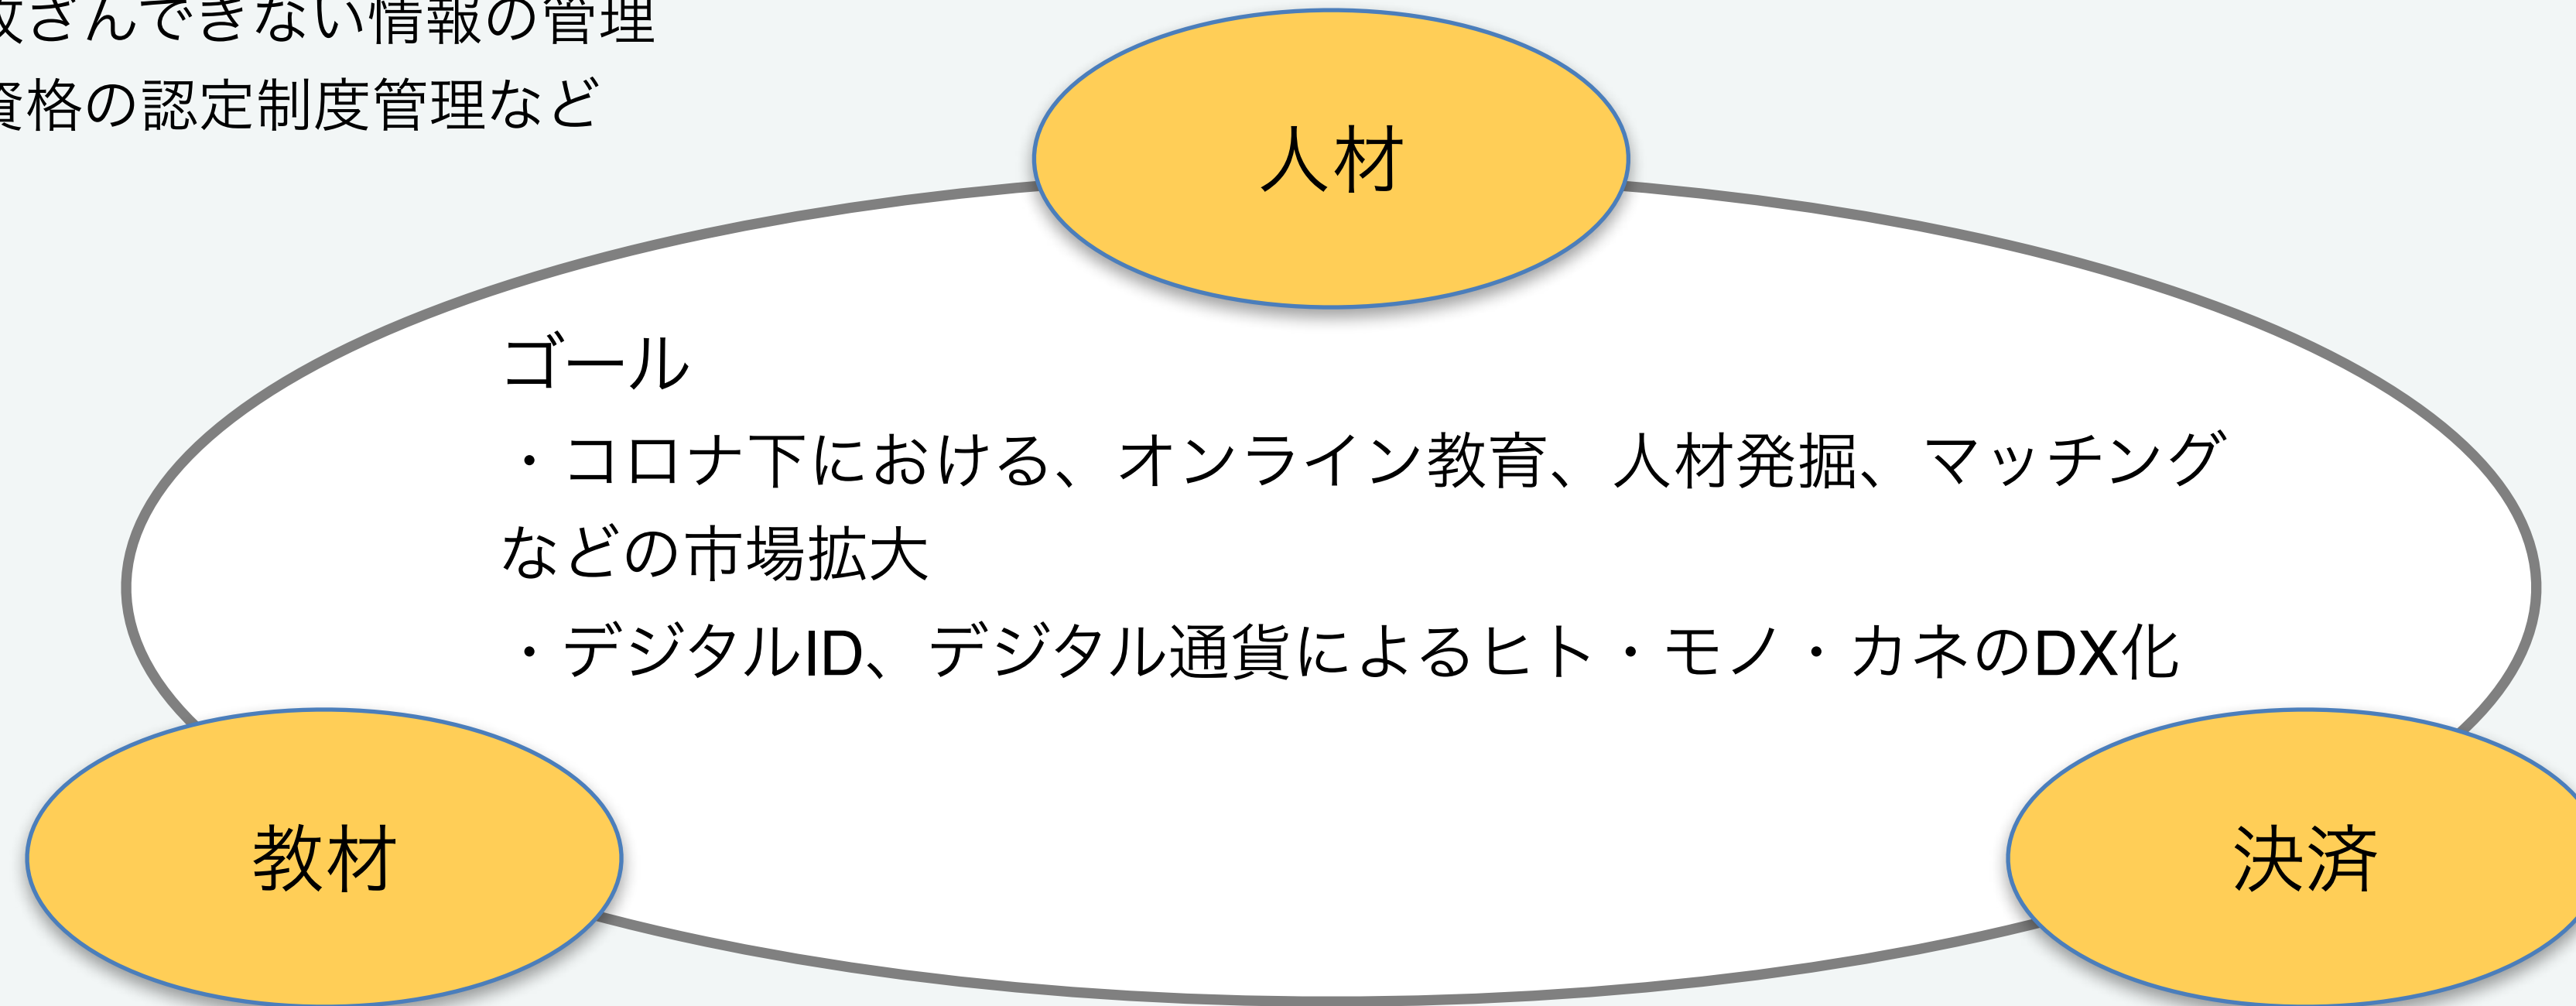 改ざんできない情報の管理
資格の認定制度管理など
人材
ゴール
・コロナ下における、オンライン教育、人材発掘、マッチング
などの市場拡大
・デジタルID、デジタル通貨によるヒト・モノ・カネのDX化
教材
決済